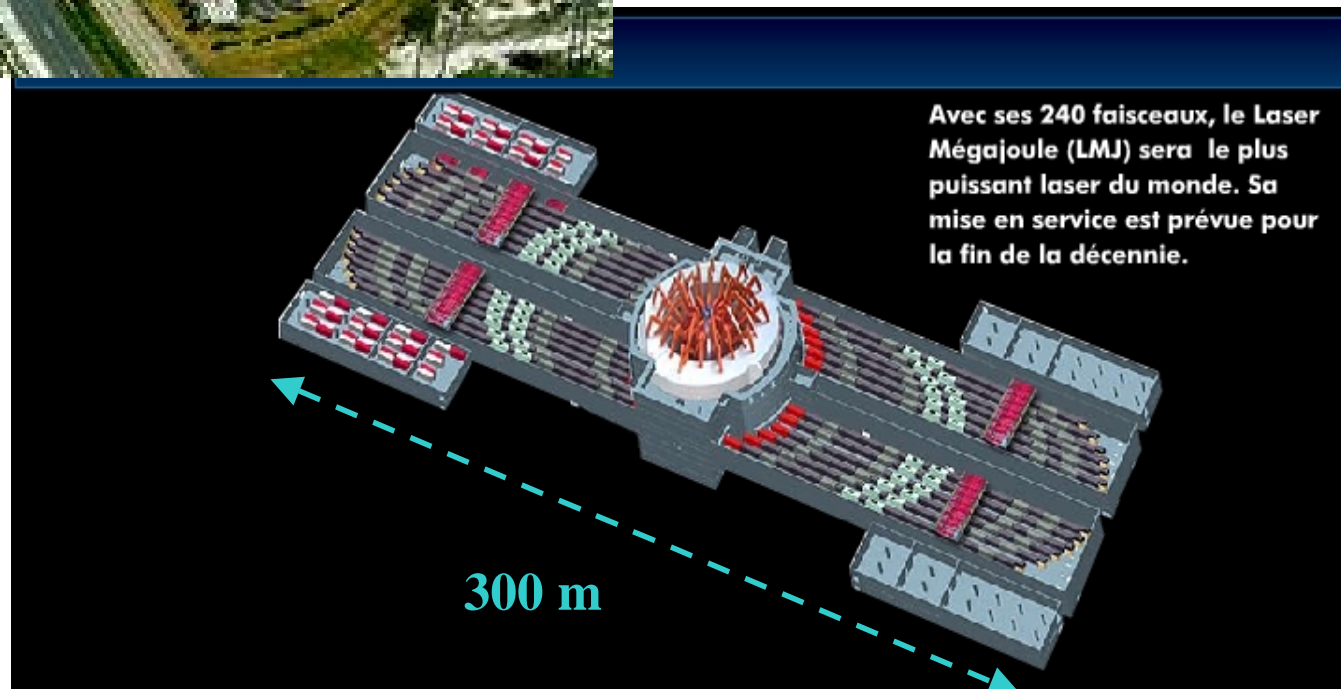 Avec ses 240 faisceaux, le Laser
Mégajoule (LMJ) sera le plus
puissant laser du monde. Sa
mise en service est prévue pour
la fin de la décennie.
300 m